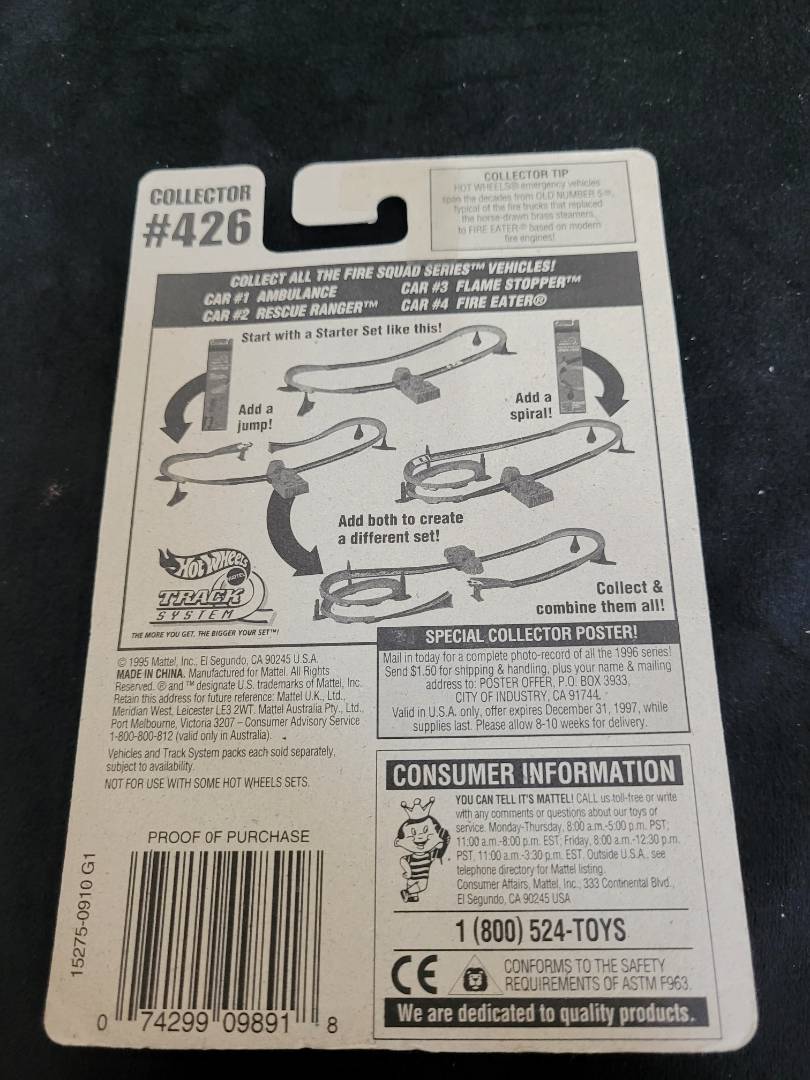 COLLECTOR
#426
COLLECTOR TIP
HOT WHEELS® emergency vehicles
span the decades from OLD NUMBER 5™,
typical of the fire trucks that replaced
the horse-drawn brass steamers,
to FIRE EATER® based on modern
fire engines!
COLLECT ALL THE FIRE SQUAD SERIES™ VEHICLES!
CAR #1 AMBULANCE
CAR #3 FLAME STOPPER™
CAR #2 RESCUE RANGER™
CAR #4 FIRE EATER®
Start with a Starter Set like this!
Add a
jump!
Add a
spiral!
Add both to create
a different set!
Collect &
combine them all!
HOT WHEELS
MATTEL
TRACK
SYSTEM
THE MORE YOU GET, THE BIGGER YOUR SET™!
© 1995 Mattel, Inc., El Segundo, CA 90245 U.S.A.
MADE IN CHINA. Manufactured for Mattel. All Rights
Reserved. ® and ™ designate U.S. trademarks of Mattel, Inc.
Retain this address for future reference: Mattel U.K., Ltd.,
Meridian West, Leicester LE3 2WT. Mattel Australia Pty., Ltd.,
Port Melbourne, Victoria 3207 – Consumer Advisory Service
1-800-800-812 (valid only in Australia).
Vehicles and Track System packs each sold separately,
subject to availability.
NOT FOR USE WITH SOME HOT WHEELS SETS.
SPECIAL COLLECTOR POSTER!
Mail in today for a complete photo-record of all the 1996 series!
Send $1.50 for shipping & handling, plus your name & mailing
address to: POSTER OFFER, P.O. BOX 3933,
CITY OF INDUSTRY, CA 91744.
Valid in U.S.A. only, offer expires December 31, 1997, while
supplies last. Please allow 8-10 weeks for delivery.
CONSUMER INFORMATION
YOU CAN TELL IT'S MATTEL! CALL us toll-free or write
with any comments or questions about our toys or
service. Monday-Thursday, 8:00 a.m.-5:00 p.m. PST;
11:00 a.m.-8:00 p.m. EST; Friday, 8:00 a.m.-12:30 p.m.
PST, 11:00 a.m.-3:30 p.m. EST. Outside U.S.A., see
telephone directory for Mattel listing.
Consumer Affairs, Mattel, Inc., 333 Continental Blvd.,
El Segundo, CA 90245 USA
1 (800) 524-TOYS
CE
CONFORMS TO THE SAFETY
REQUIREMENTS OF ASTM F963.
We are dedicated to quality products.
PROOF OF PURCHASE
15275-0910 G1
0 74299 09891 8